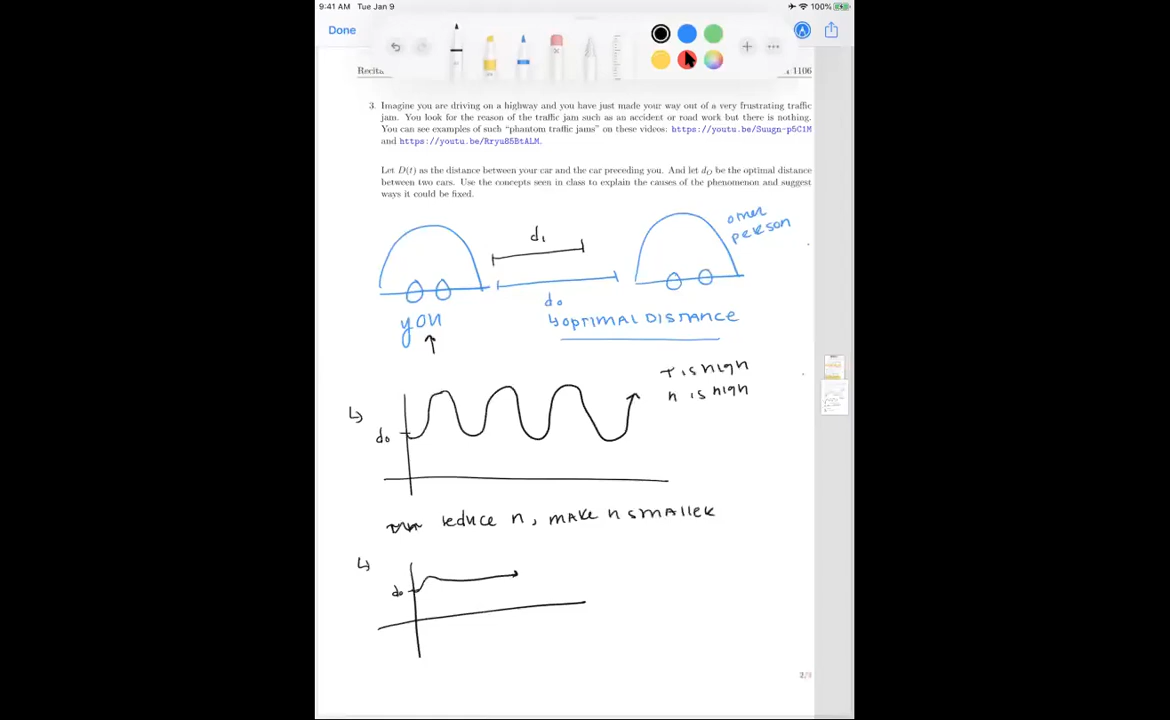 9:41 AM Tue Jan 9
100%
Done
Recita
1106
3. Imagine you are driving on a highway and you have just made your way out of a very frustrating traffic
jam. You look for the reason of the traffic jam such as an accident or road work but there is nothing.
You can see examples of such “phantom traffic jams” on these videos: https://youtu.be/Suugn-p5C1M
and https://youtu.be/Rryu85BtALM.
Let D(t) as the distance between your car and the car preceding you. And let dO be the optimal distance
between two cars. Use the concepts seen in class to explain the causes of the phenomenon and suggest
ways it could be fixed.
other
person
d₁
d₀
you
↳ OPTIMAL DISTANCE
↑
T is high
n is high
↳
d₀
reduce n, make n smaller
↳
d₀
2/3